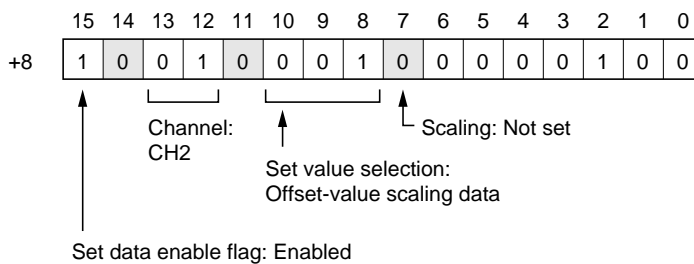 15 14 13 12 11 10 9 8 7 6 5 4 3 2 1 0
+8 1 0 0 1 0 0 0 1 0 0 0 0 0 1 0 0
Channel:
CH2
Scaling: Not set
Set value selection:
Offset-value scaling data
Set data enable flag: Enabled